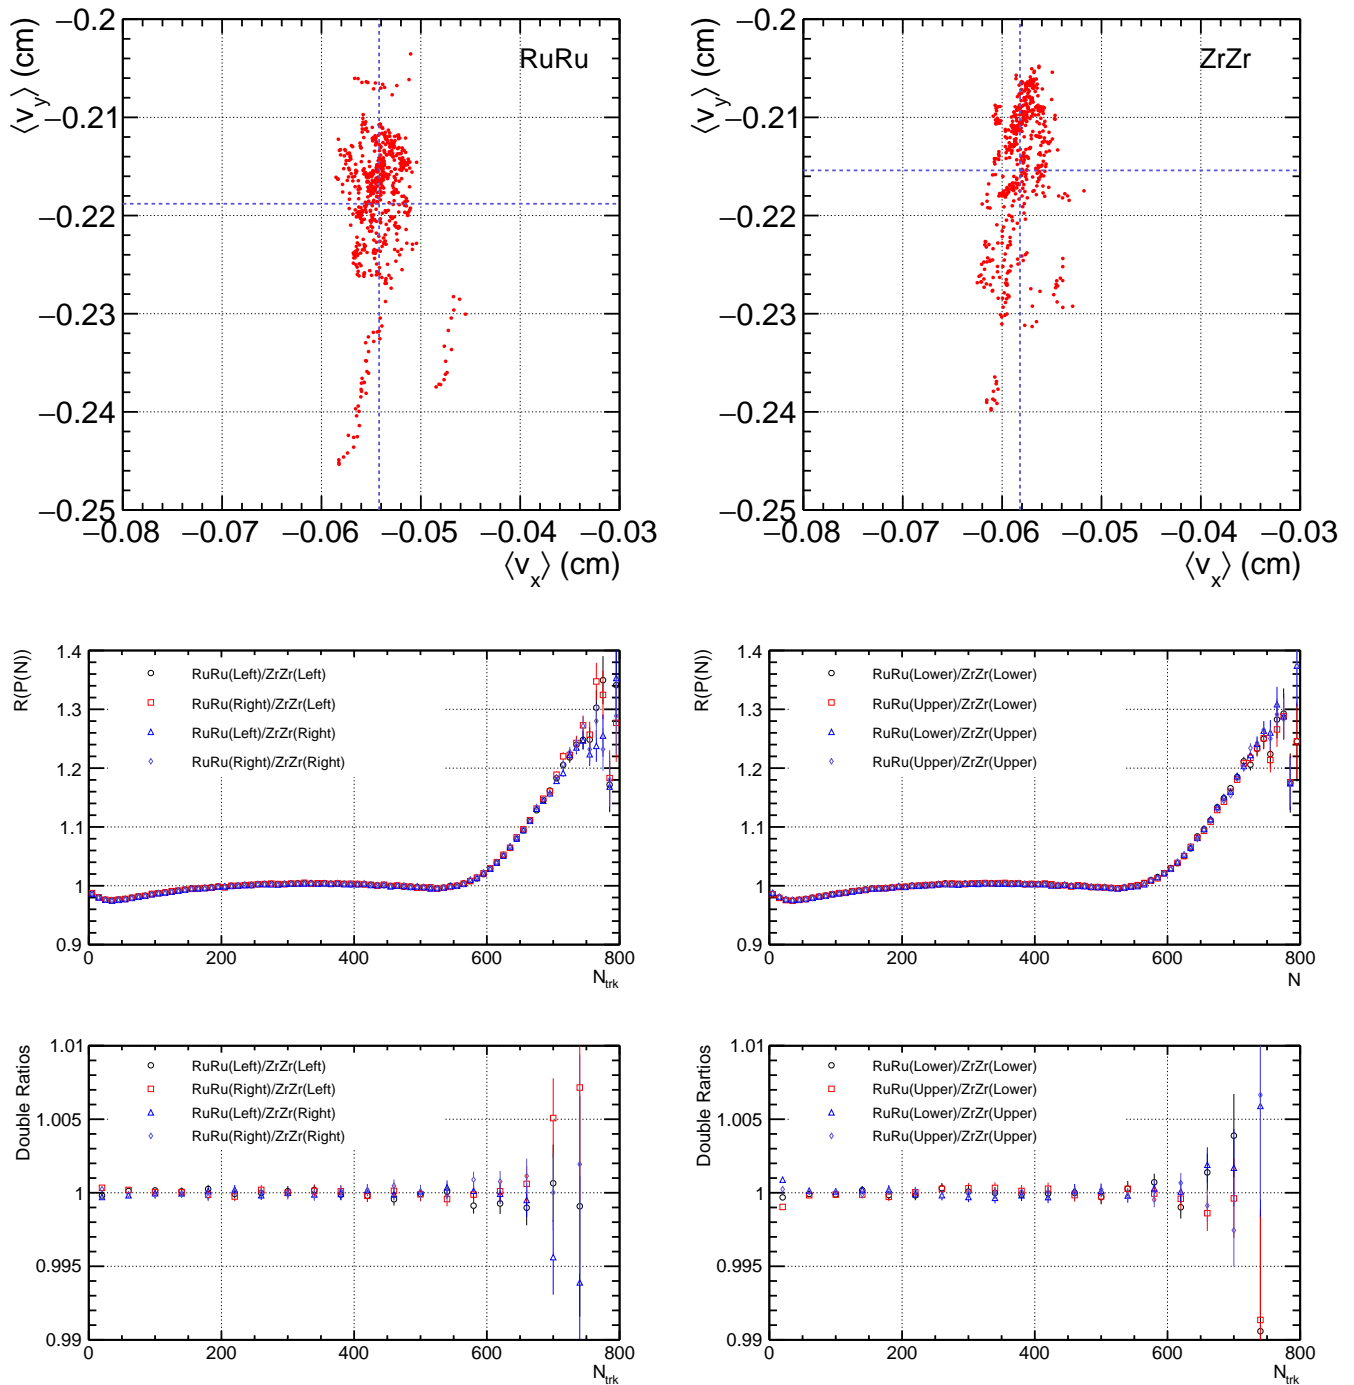 RuRu
⟨v_y⟩ (cm)
−0.2
−0.21
−0.22
−0.23
−0.24
−0.25
−0.08 −0.07 −0.06 −0.05 −0.04 −0.03
⟨v_x⟩ (cm)
ZrZr
⟨v_y⟩ (cm)
−0.2
−0.21
−0.22
−0.23
−0.24
−0.25
−0.08 −0.07 −0.06 −0.05 −0.04 −0.03
⟨v_x⟩ (cm)
R(P(N))
1.4
1.3
1.2
1.1
1
0.9
RuRu(Left)/ZrZr(Left)
RuRu(Right)/ZrZr(Left)
RuRu(Left)/ZrZr(Right)
RuRu(Right)/ZrZr(Right)
0 200 400 600 800
N_trk
R(P(N))
1.4
1.3
1.2
1.1
1
0.9
RuRu(Lower)/ZrZr(Lower)
RuRu(Upper)/ZrZr(Lower)
RuRu(Lower)/ZrZr(Upper)
RuRu(Upper)/ZrZr(Upper)
0 200 400 600 800
N
Double Ratios
1.01
1.005
1
0.995
0.99
RuRu(Left)/ZrZr(Left)
RuRu(Right)/ZrZr(Left)
RuRu(Left)/ZrZr(Right)
RuRu(Right)/ZrZr(Right)
0 200 400 600 800
N_trk
Double Rartios
1.01
1.005
1
0.995
0.99
RuRu(Lower)/ZrZr(Lower)
RuRu(Upper)/ZrZr(Lower)
RuRu(Lower)/ZrZr(Upper)
RuRu(Upper)/ZrZr(Upper)
0 200 400 600 800
N_trk